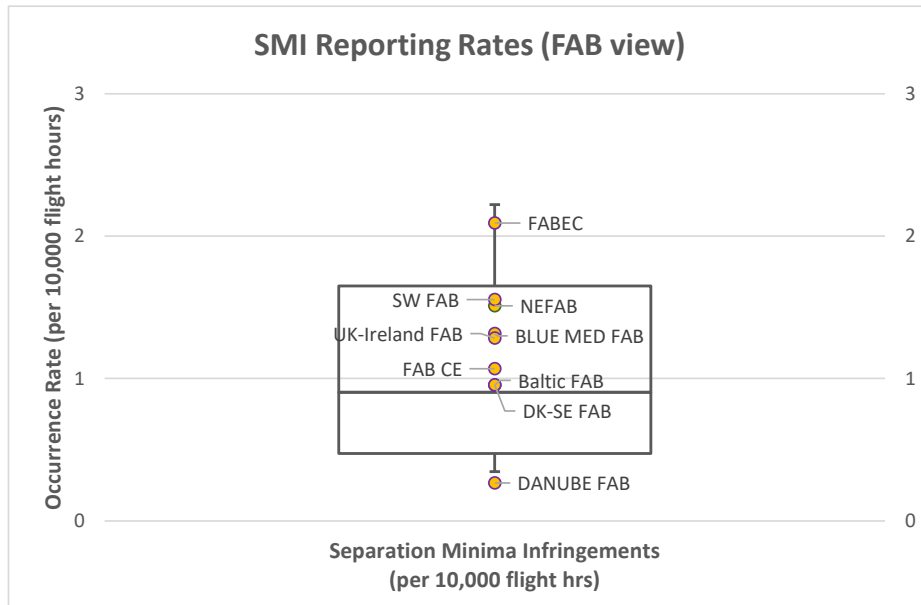 SMI Reporting Rates (FAB view)
Occurrence Rate (per 10,000 flight hours)
3
3
2
2
1
1
0
0
FABEC
SW FAB
NEFAB
UK-Ireland FAB
BLUE MED FAB
FAB CE
Baltic FAB
DK-SE FAB
DANUBE FAB
Separation Minima Infringements
(per 10,000 flight hrs)